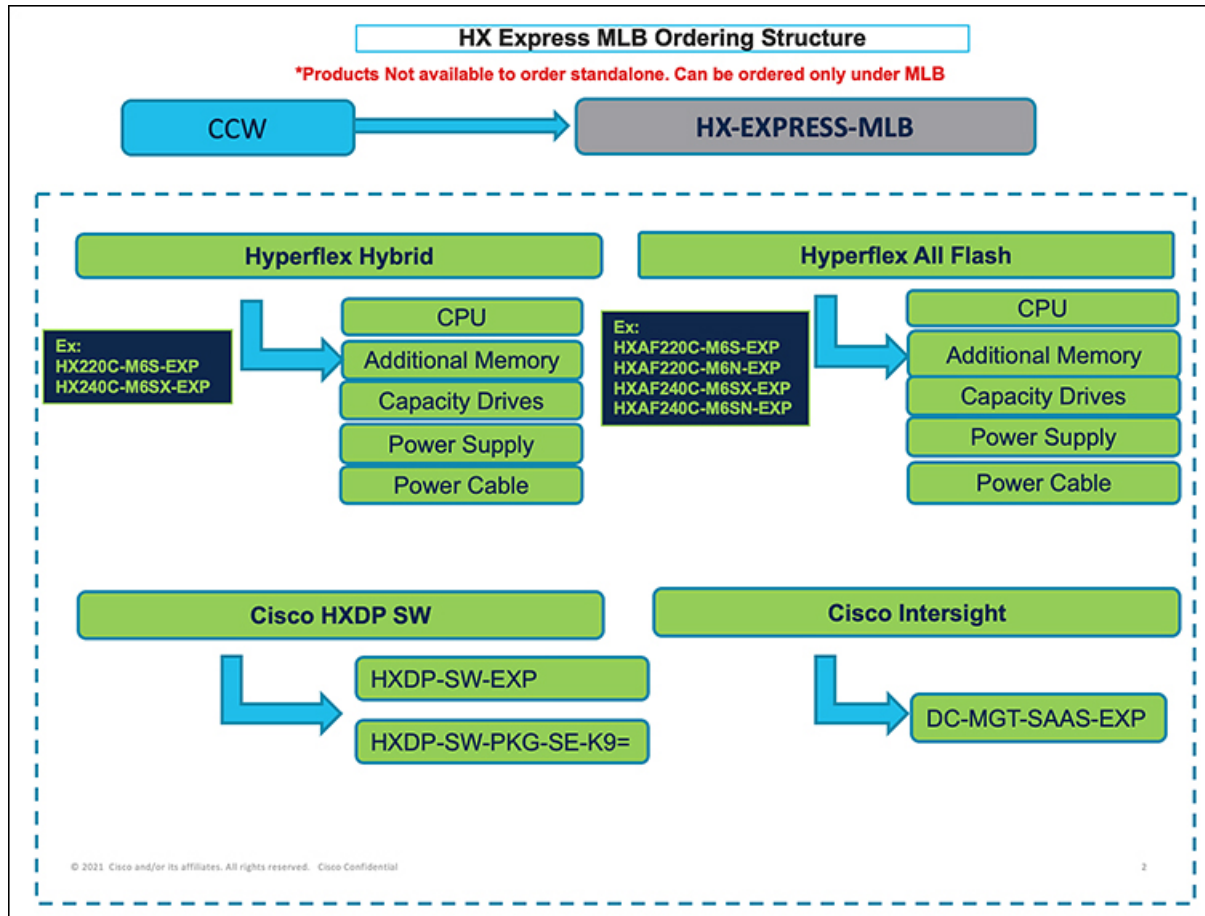 HX Express MLB Ordering Structure
*Products Not available to order standalone. Can be ordered only under MLB
CCW
HX-EXPRESS-MLB
Hyperflex Hybrid
Ex:
HX220C-M6S-EXP
HX240C-M6SX-EXP
CPU
Additional Memory
Capacity Drives
Power Supply
Power Cable
Hyperflex All Flash
Ex:
HXAF220C-M6S-EXP
HXAF220C-M6N-EXP
HXAF240C-M6SX-EXP
HXAF240C-M6SN-EXP
CPU
Additional Memory
Capacity Drives
Power Supply
Power Cable
Cisco HXDP SW
HXDP-SW-EXP
HXDP-SW-PKG-SE-K9=
Cisco Intersight
DC-MGT-SAAS-EXP
© 2021 Cisco and/or its affiliates. All rights reserved. Cisco Confidential
2